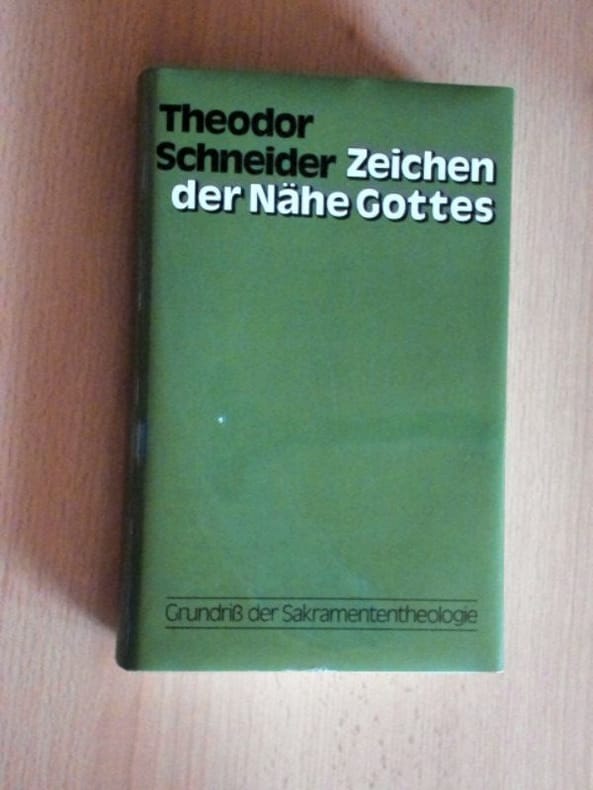 Theodor
Schneider Zeichen
der Nähe Gottes
Grundriß der Sakramententheologie